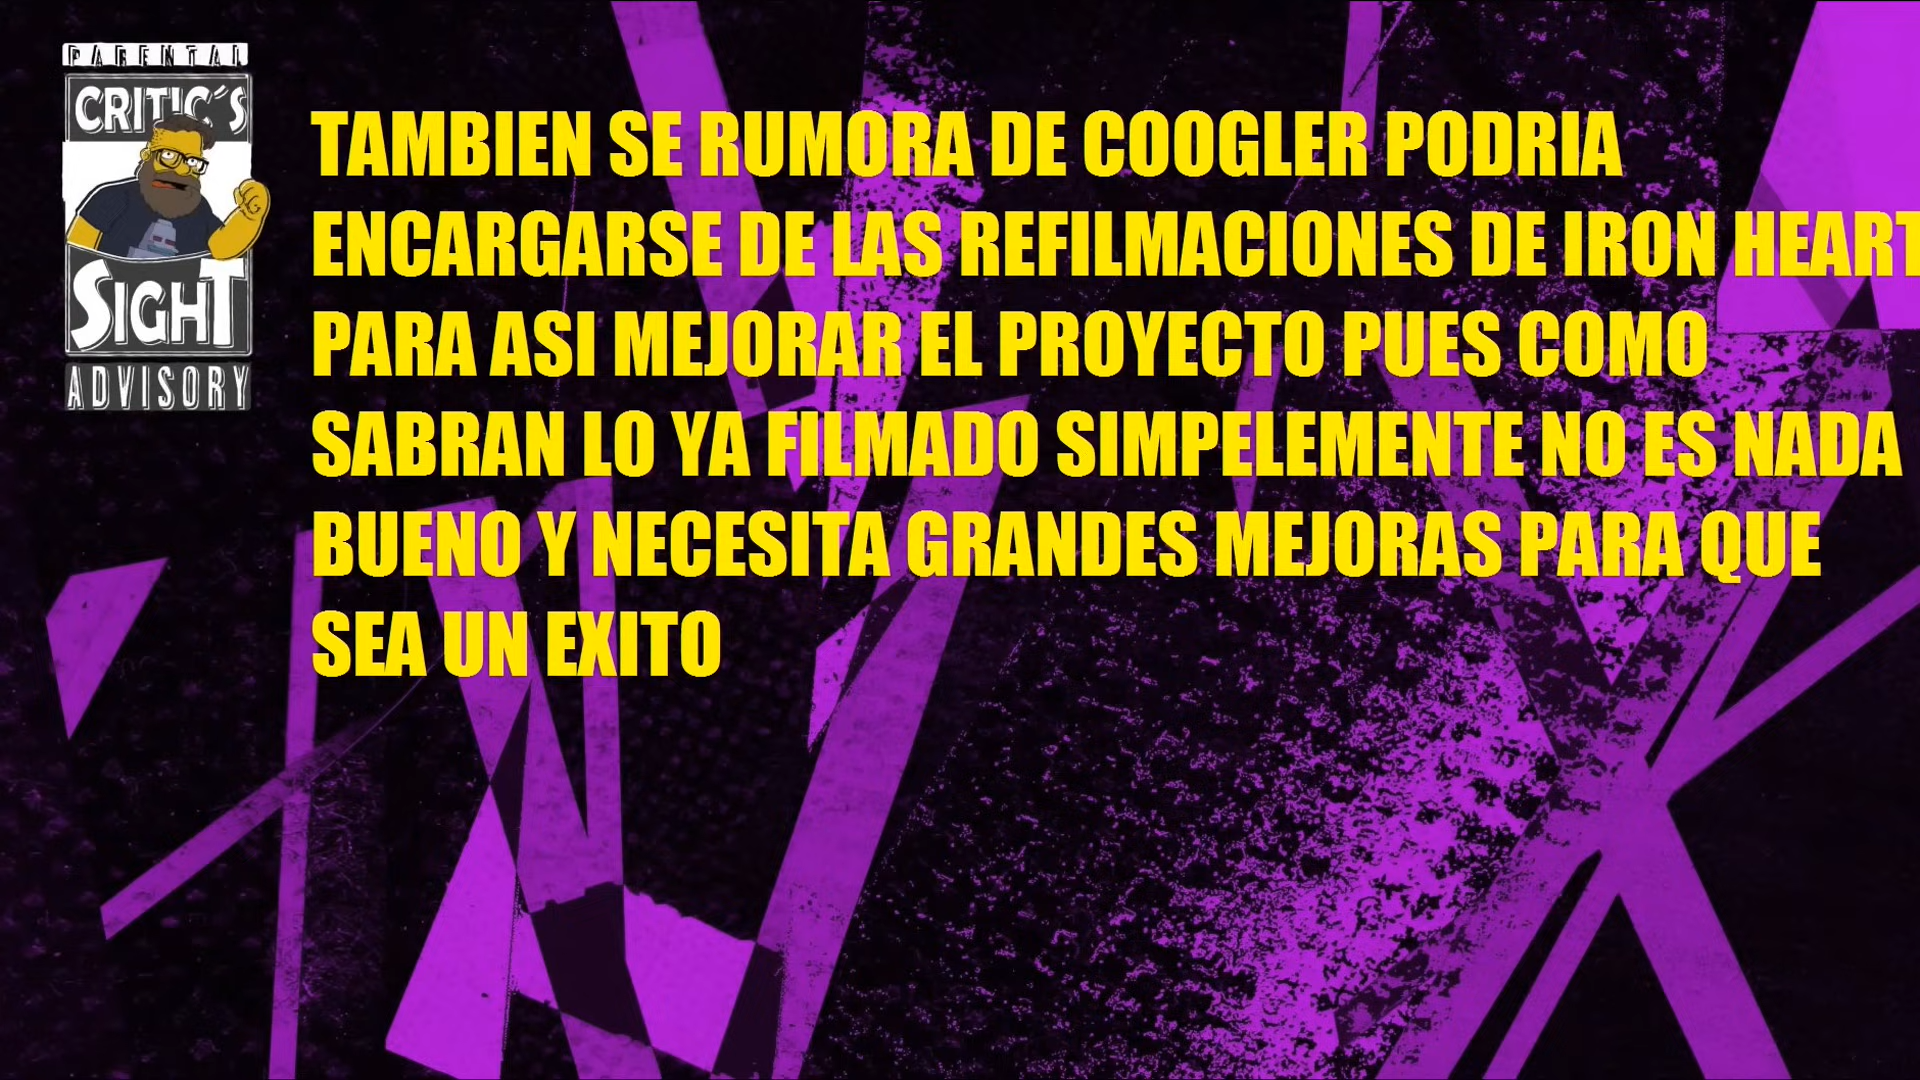 PARENTAL
CRITIC´S
SIGHT
ADVISORY
TAMBIEN SE RUMORA DE COOGLER PODRIA
ENCARGARSE DE LAS REFILMACIONES DE IRON HEART
PARA ASI MEJORAR EL PROYECTO PUES COMO
SABRAN LO YA FILMADO SIMPELEMENTE NO ES NADA
BUENO Y NECESITA GRANDES MEJORAS PARA QUE
SEA UN EXITO